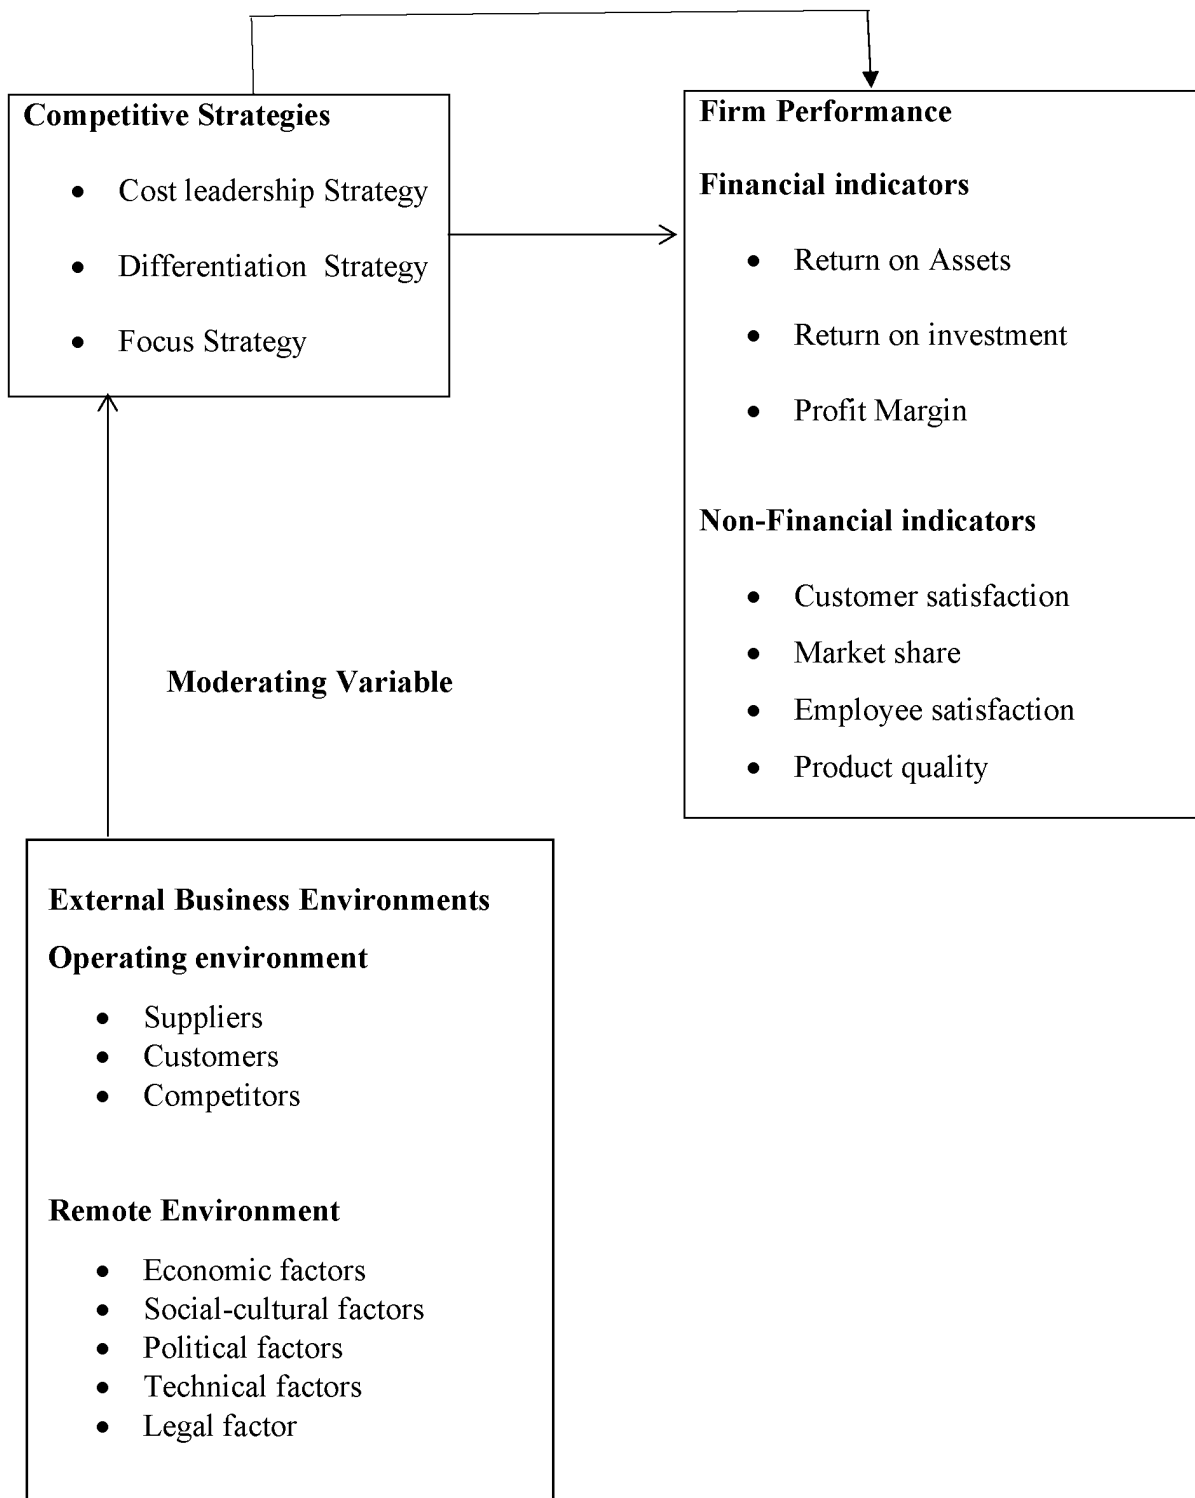 Competitive Strategies
• Cost leadership Strategy
• Differentiation  Strategy
• Focus Strategy
Firm Performance
Financial indicators
• Return on Assets
• Return on investment
• Profit Margin
Non-Financial indicators
• Customer satisfaction
• Market share
• Employee satisfaction
• Product quality
Moderating Variable
External Business Environments
Operating environment
• Suppliers
• Customers
• Competitors
Remote Environment
• Economic factors
• Social-cultural factors
• Political factors
• Technical factors
• Legal factor